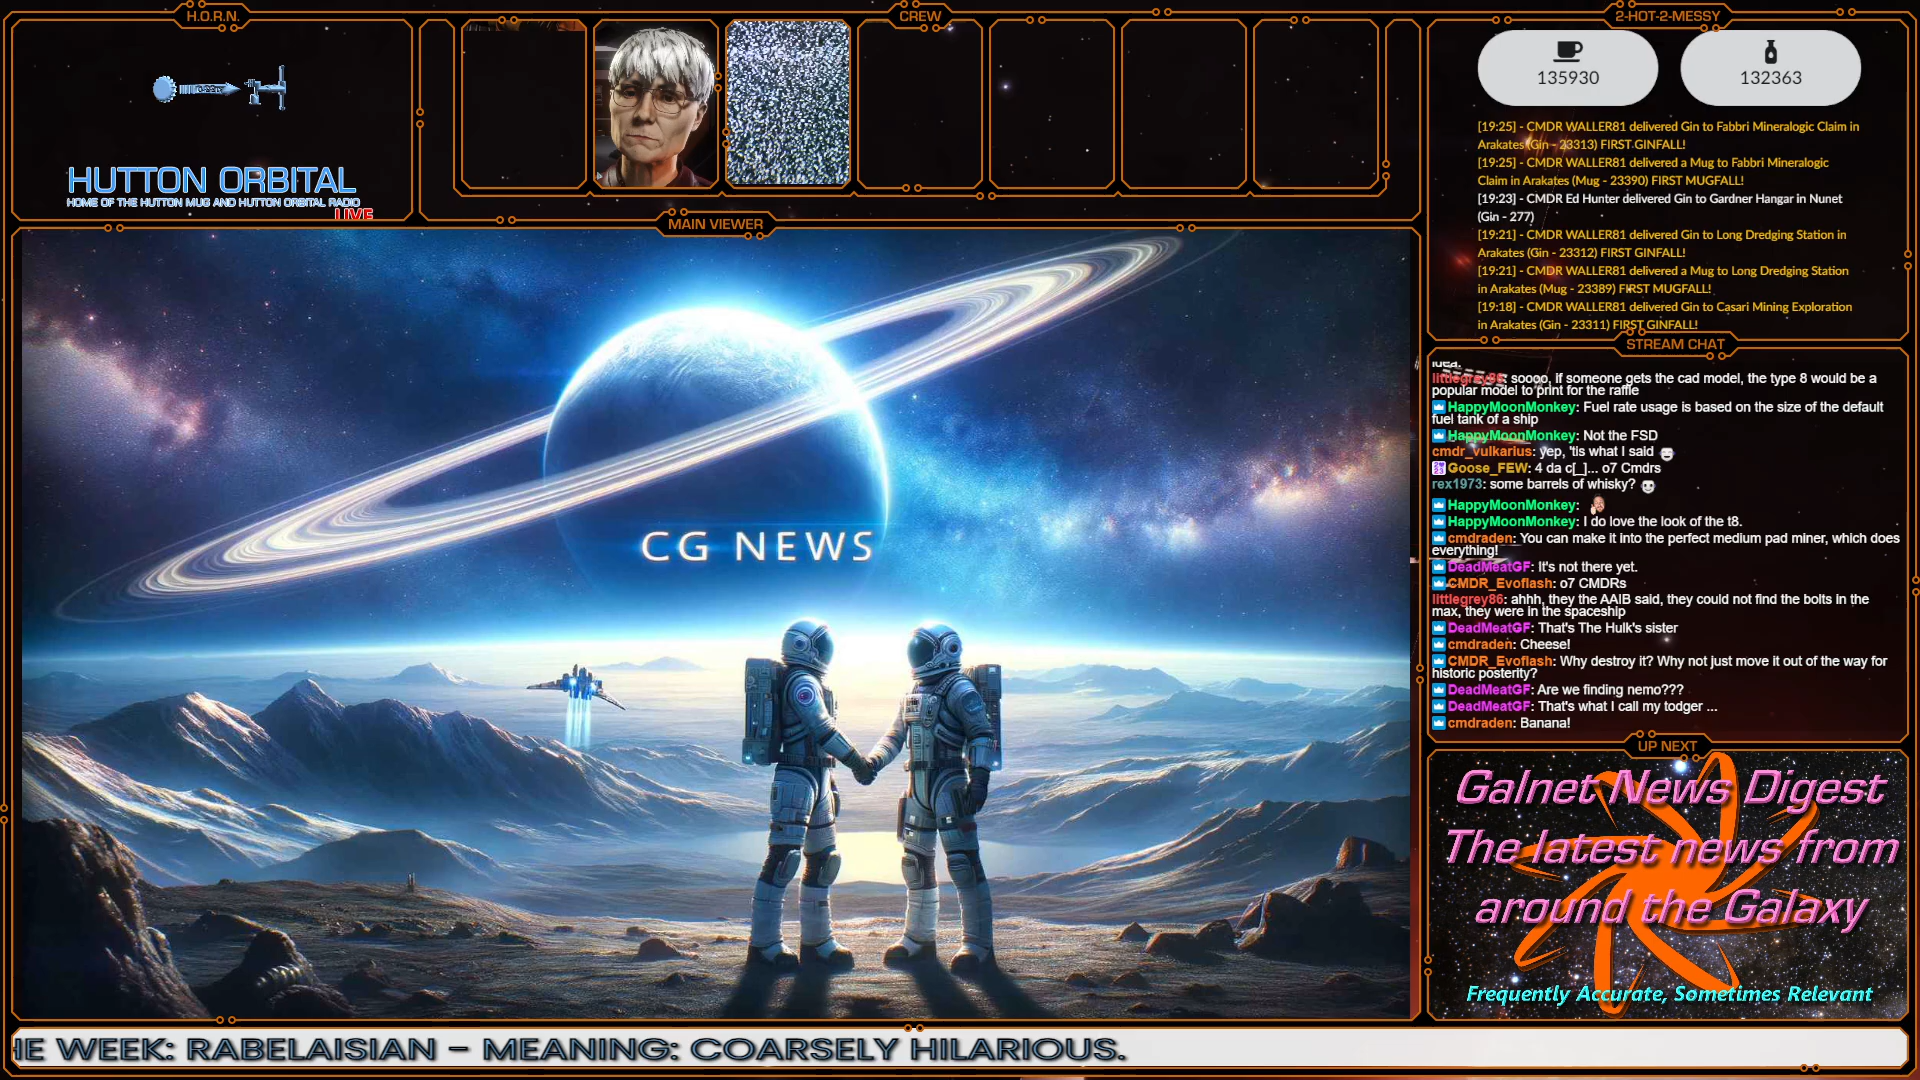 H.O.R.N.
CREW
2-HOT-2-MESSY
HUTTON ORBITAL
HOME OF THE HUTTON MUG AND HUTTON ORBITAL RADIO
LIVE
135930
132363
[19:25] - CMDR WALLER81 delivered Gin to Fabbri Mineralogic Claim in
Arakates (Gin - 23313) FIRST GINFALL!
[19:25] - CMDR WALLER81 delivered a Mug to Fabbri Mineralogic
Claim in Arakates (Mug - 23390) FIRST MUGFALL!
[19:23] - CMDR Ed Hunter delivered Gin to Gardner Hangar in Nunet
(Gin - 277)
[19:21] - CMDR WALLER81 delivered Gin to Long Dredging Station in
Arakates (Gin - 23312) FIRST GINFALL!
[19:21] - CMDR WALLER81 delivered a Mug to Long Dredging Station
in Arakates (Mug - 23389) FIRST MUGFALL!
[19:18] - CMDR WALLER81 delivered Gin to Casari Mining Exploration
in Arakates (Gin - 23311) FIRST GINFALL!
MAIN VIEWER
CG NEWS
STREAM CHAT
idea.
littlegrey86: soooo, if someone gets the cad model, the type 8 would be a
popular model to print for the raffle
HappyMoonMonkey: Fuel rate usage is based on the size of the default
fuel tank of a ship
HappyMoonMonkey: Not the FSD
cmdr_vulkarius: yep, 'tis what I said
Goose_FEW: 4 da c[_]... o7 Cmdrs
rex1973: some barrels of whisky?
HappyMoonMonkey:
HappyMoonMonkey: I do love the look of the t8.
cmdraden: You can make it into the perfect medium pad miner, which does
everything!
DeadMeatGF: It's not there yet.
CMDR_Evoflash: o7 CMDRs
littlegrey86: ahhh, they the AAIB said, they could not find the bolts in the
max, they were in the spaceship
DeadMeatGF: That's The Hulk's sister
cmdraden: Cheese!
CMDR_Evoflash: Why destroy it? Why not just move it out of the way for
historic posterity?
DeadMeatGF: Are we finding nemo???
DeadMeatGF: That's what I call my todger ...
cmdraden: Banana!
UP NEXT
Galnet News Digest
The latest news from
around the Galaxy
Frequently Accurate, Sometimes Relevant
HE WEEK: RABELAISIAN - MEANING: COARSELY HILARIOUS.